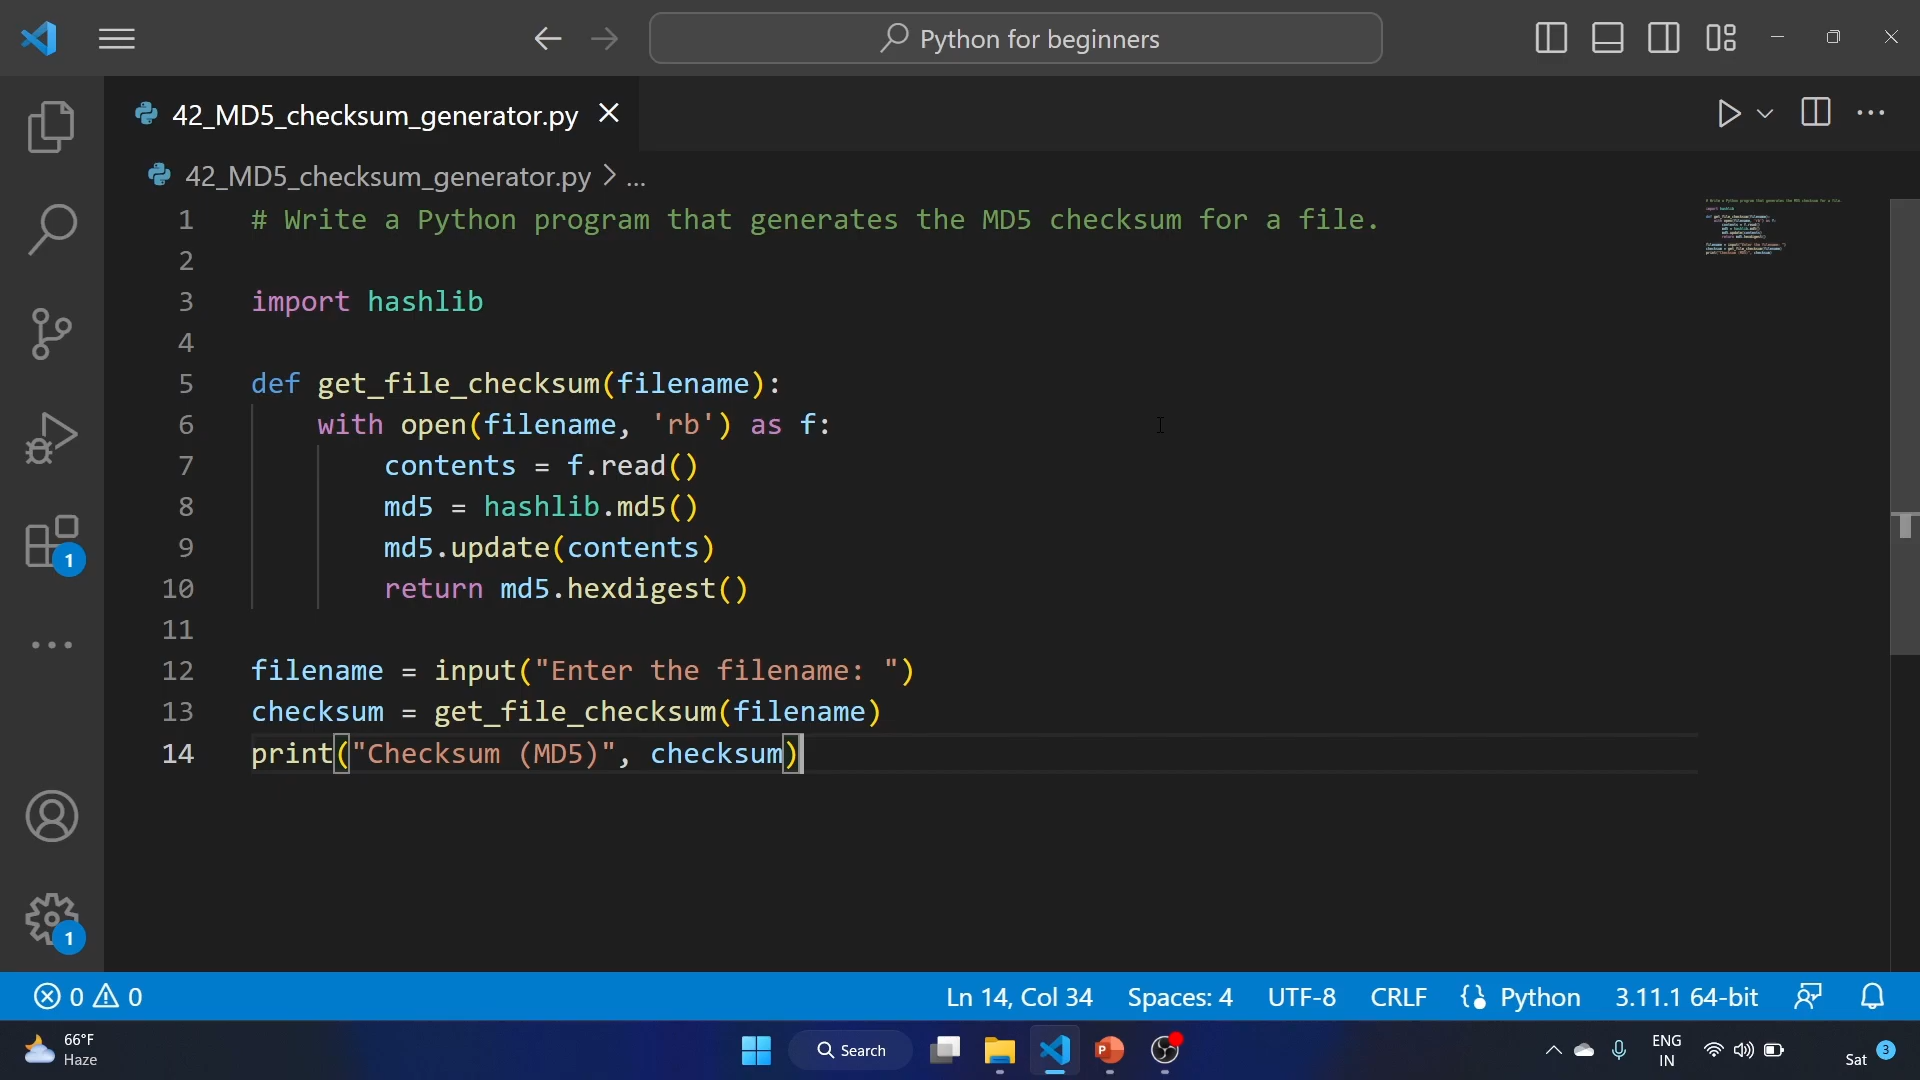 Python for beginners
42_MD5_checksum_generator.py
42_MD5_checksum_generator.py > ...
1 # Write a Python program that generates the MD5 checksum for a file.
2
3 import hashlib
4
5 def get_file_checksum(filename):
6 with open(filename, 'rb') as f:
7 contents = f.read()
8 md5 = hashlib.md5()
9 md5.update(contents)
10 return md5.hexdigest()
11
12 filename = input("Enter the filename: ")
13 checksum = get_file_checksum(filename)
14 print("Checksum (MD5)", checksum)
1
1
0 0 Ln 14, Col 34 Spaces: 4 UTF-8 CRLF Python 3.11.1 64-bit
66°F
Haze
Search
ENG
IN
Sat 3